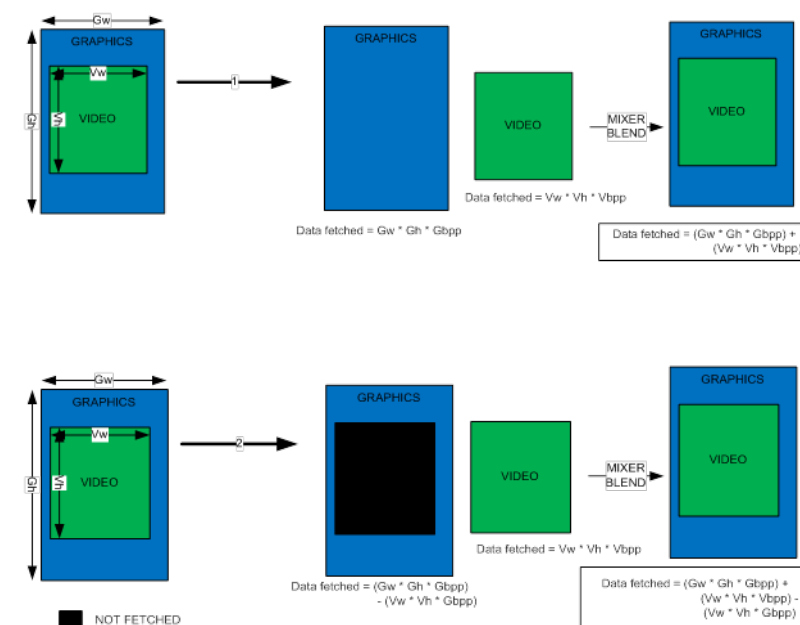 Gw
GRAPHICS
Vw
Gh
Vh
VIDEO
1
GRAPHICS
VIDEO
MIXER
BLEND
GRAPHICS
VIDEO
Data fetched = Gw * Gh * Gbpp
Data fetched = Vw * Vh * Vbpp
Data fetched = (Gw * Gh * Gbpp) +
(Vw * Vh * Vbpp)
Gw
GRAPHICS
Vw
Gh
Vh
VIDEO
2
GRAPHICS
VIDEO
MIXER
BLEND
GRAPHICS
VIDEO
Data fetched = (Gw * Gh * Gbpp)
- (Vw * Vh * Gbpp)
Data fetched = Vw * Vh * Vbpp
Data fetched = (Gw * Gh * Gbpp) +
(Vw * Vh * Vbpp) -
(Vw * Vh * Gbpp)
NOT FETCHED